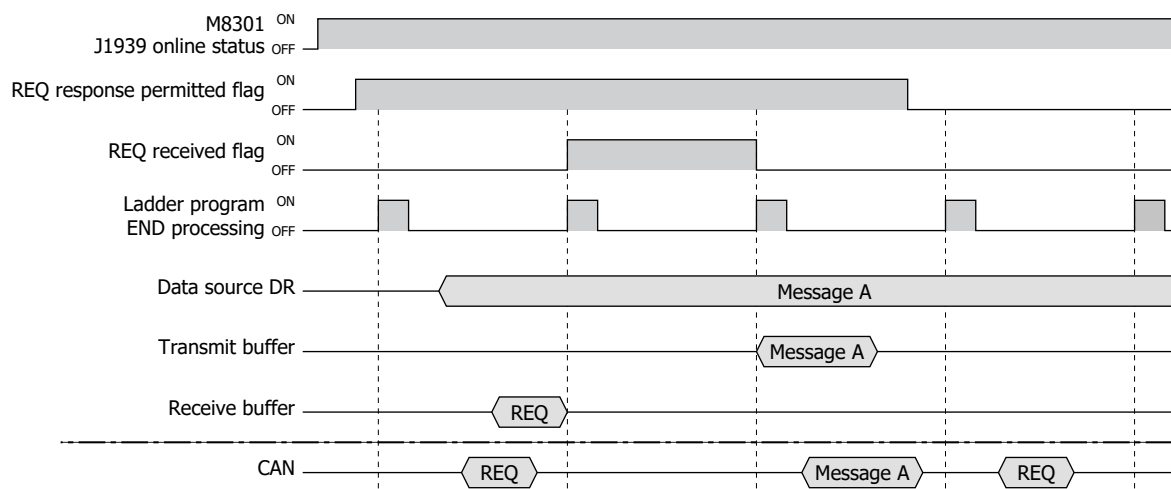 M8301 ON
J1939 online status OFF
REQ response permitted flag ON
OFF
REQ received flag ON
OFF
Ladder program ON
END processing OFF
Data source DR Message A
Transmit buffer Message A
Receive buffer REQ
CAN REQ Message A REQ